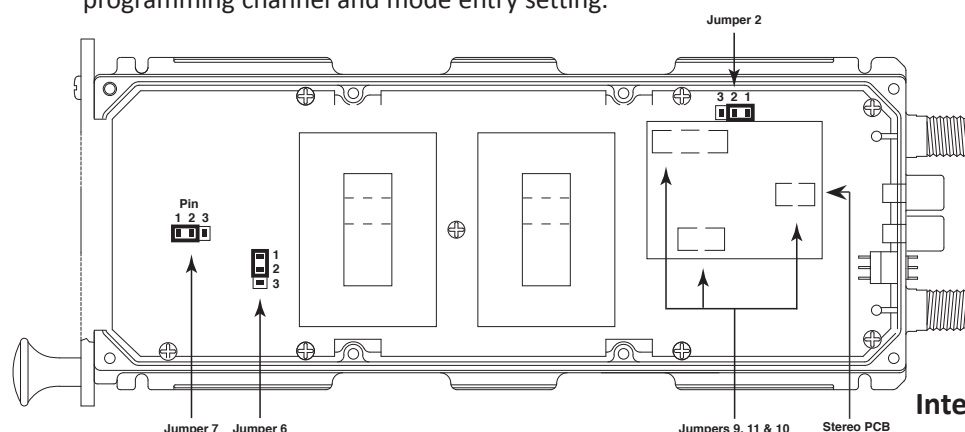 programming channel and mode entry setting.
Jumper 2
3 2 1
Pin
1 2 3
1
2
3
Inte
Jumper 7 Jumper 6 Jumpers 9, 11 & 10 Stereo PCB